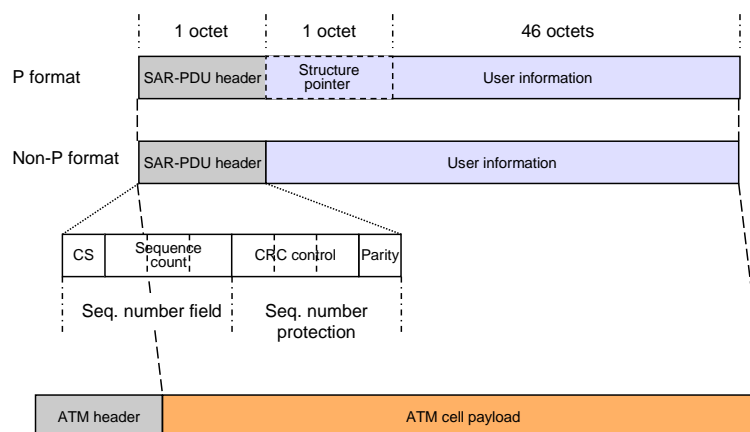 1 octet
1 octet
46 octets
P format
SAR-PDU header
Structure
pointer
User information
Non-P format
SAR-PDU header
User information
CS
Sequence
count
CRC control
Parity
Seq. number field
Seq. number
protection
ATM header
ATM cell payload